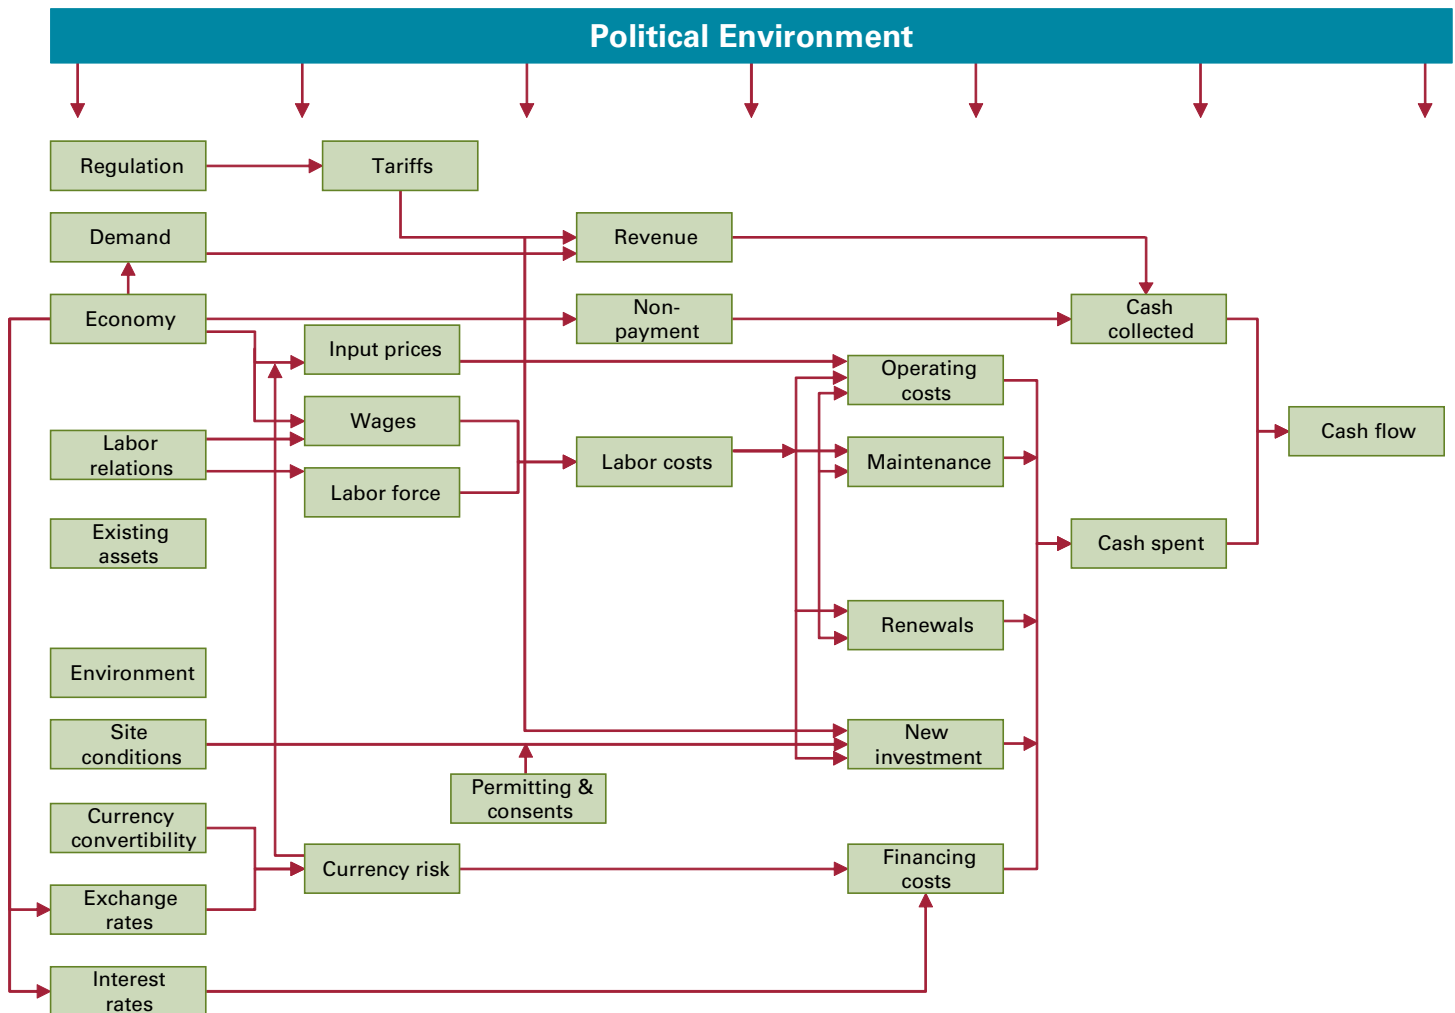 Political Environment
Regulation
Tariffs
Demand
Revenue
Economy
Non-
payment
Cash
collected
Input prices
Operating
costs
Wages
Cash flow
Labor
relations
Labor costs
Maintenance
Labor force
Existing
assets
Cash spent
Renewals
Environment
Site
conditions
New
investment
Permitting &
consents
Currency
convertibility
Currency risk
Financing
costs
Exchange
rates
Interest
rates